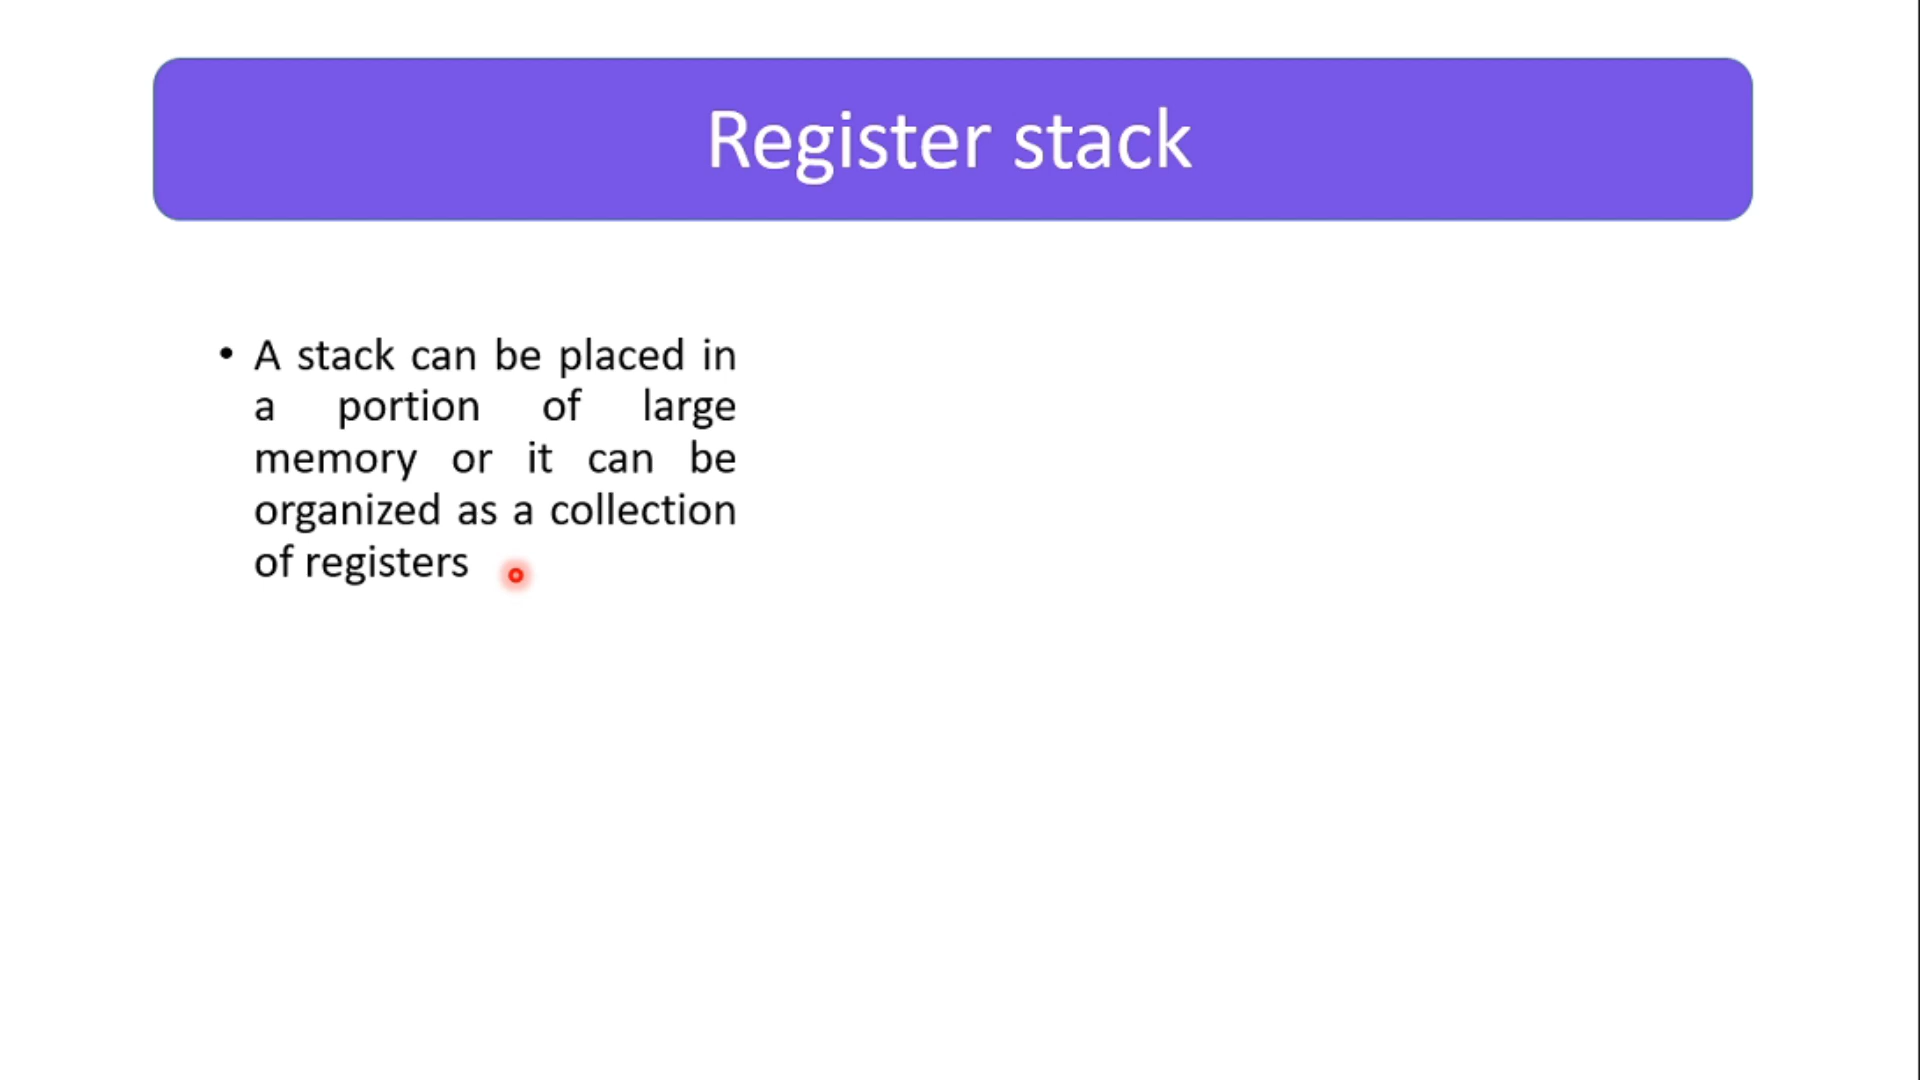 Register stack
• A stack can be placed in
a portion of large
memory or it can be
organized as a collection
of registers